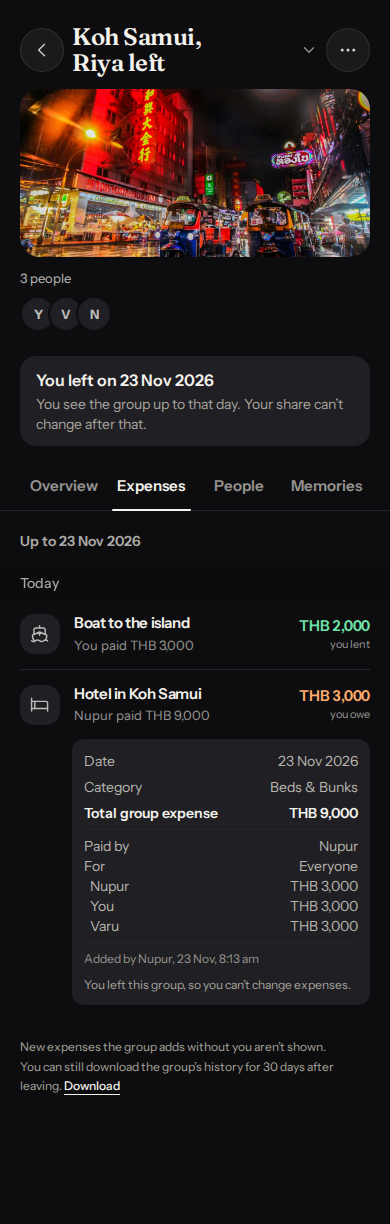 Koh Samui,
Riya left
3 people
Y V N
You left on 23 Nov 2026
You see the group up to that day. Your share can't
change after that.
Overview Expenses People Memories
Up to 23 Nov 2026
Today
Boat to the island THB 2,000
You paid THB 3,000 you lent
Hotel in Koh Samui THB 3,000
Nupur paid THB 9,000 you owe
Date 23 Nov 2026
Category Beds & Bunks
Total group expense THB 9,000
Paid by Nupur
For Everyone
Nupur THB 3,000
You THB 3,000
Varu THB 3,000
Added by Nupur, 23 Nov, 8:13 am
You left this group, so you can't change expenses.
New expenses the group adds without you aren't shown.
You can still download the group's history for 30 days after
leaving. Download